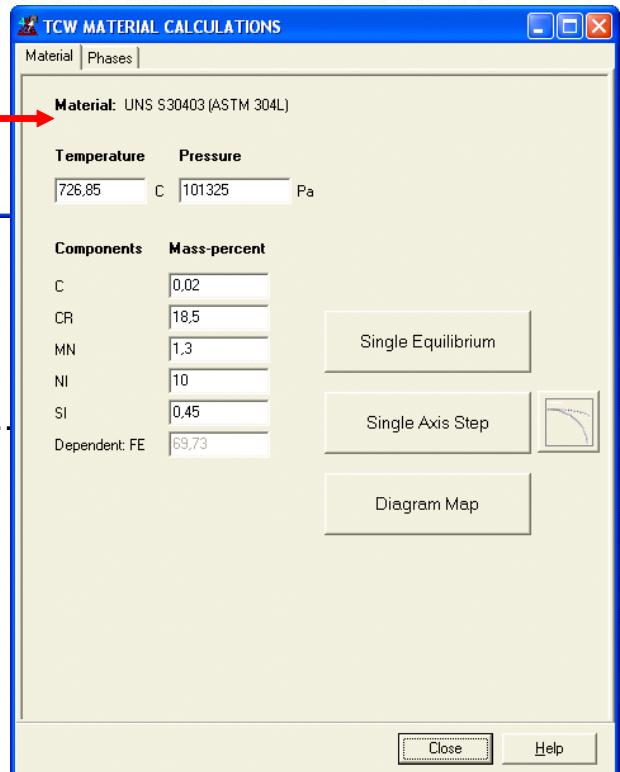 TCW MATERIAL CALCULATIONS
Material Phases
Material: UNS S30403 (ASTM 304L)
Temperature Pressure
726,85 C 101325 Pa
Components Mass-percent
C 0,02
CR 18,5
MN 1,3
NI 10
SI 0,45
Dependent: FE 69,73
Single Equilibrium
Single Axis Step
Diagram Map
Close Help